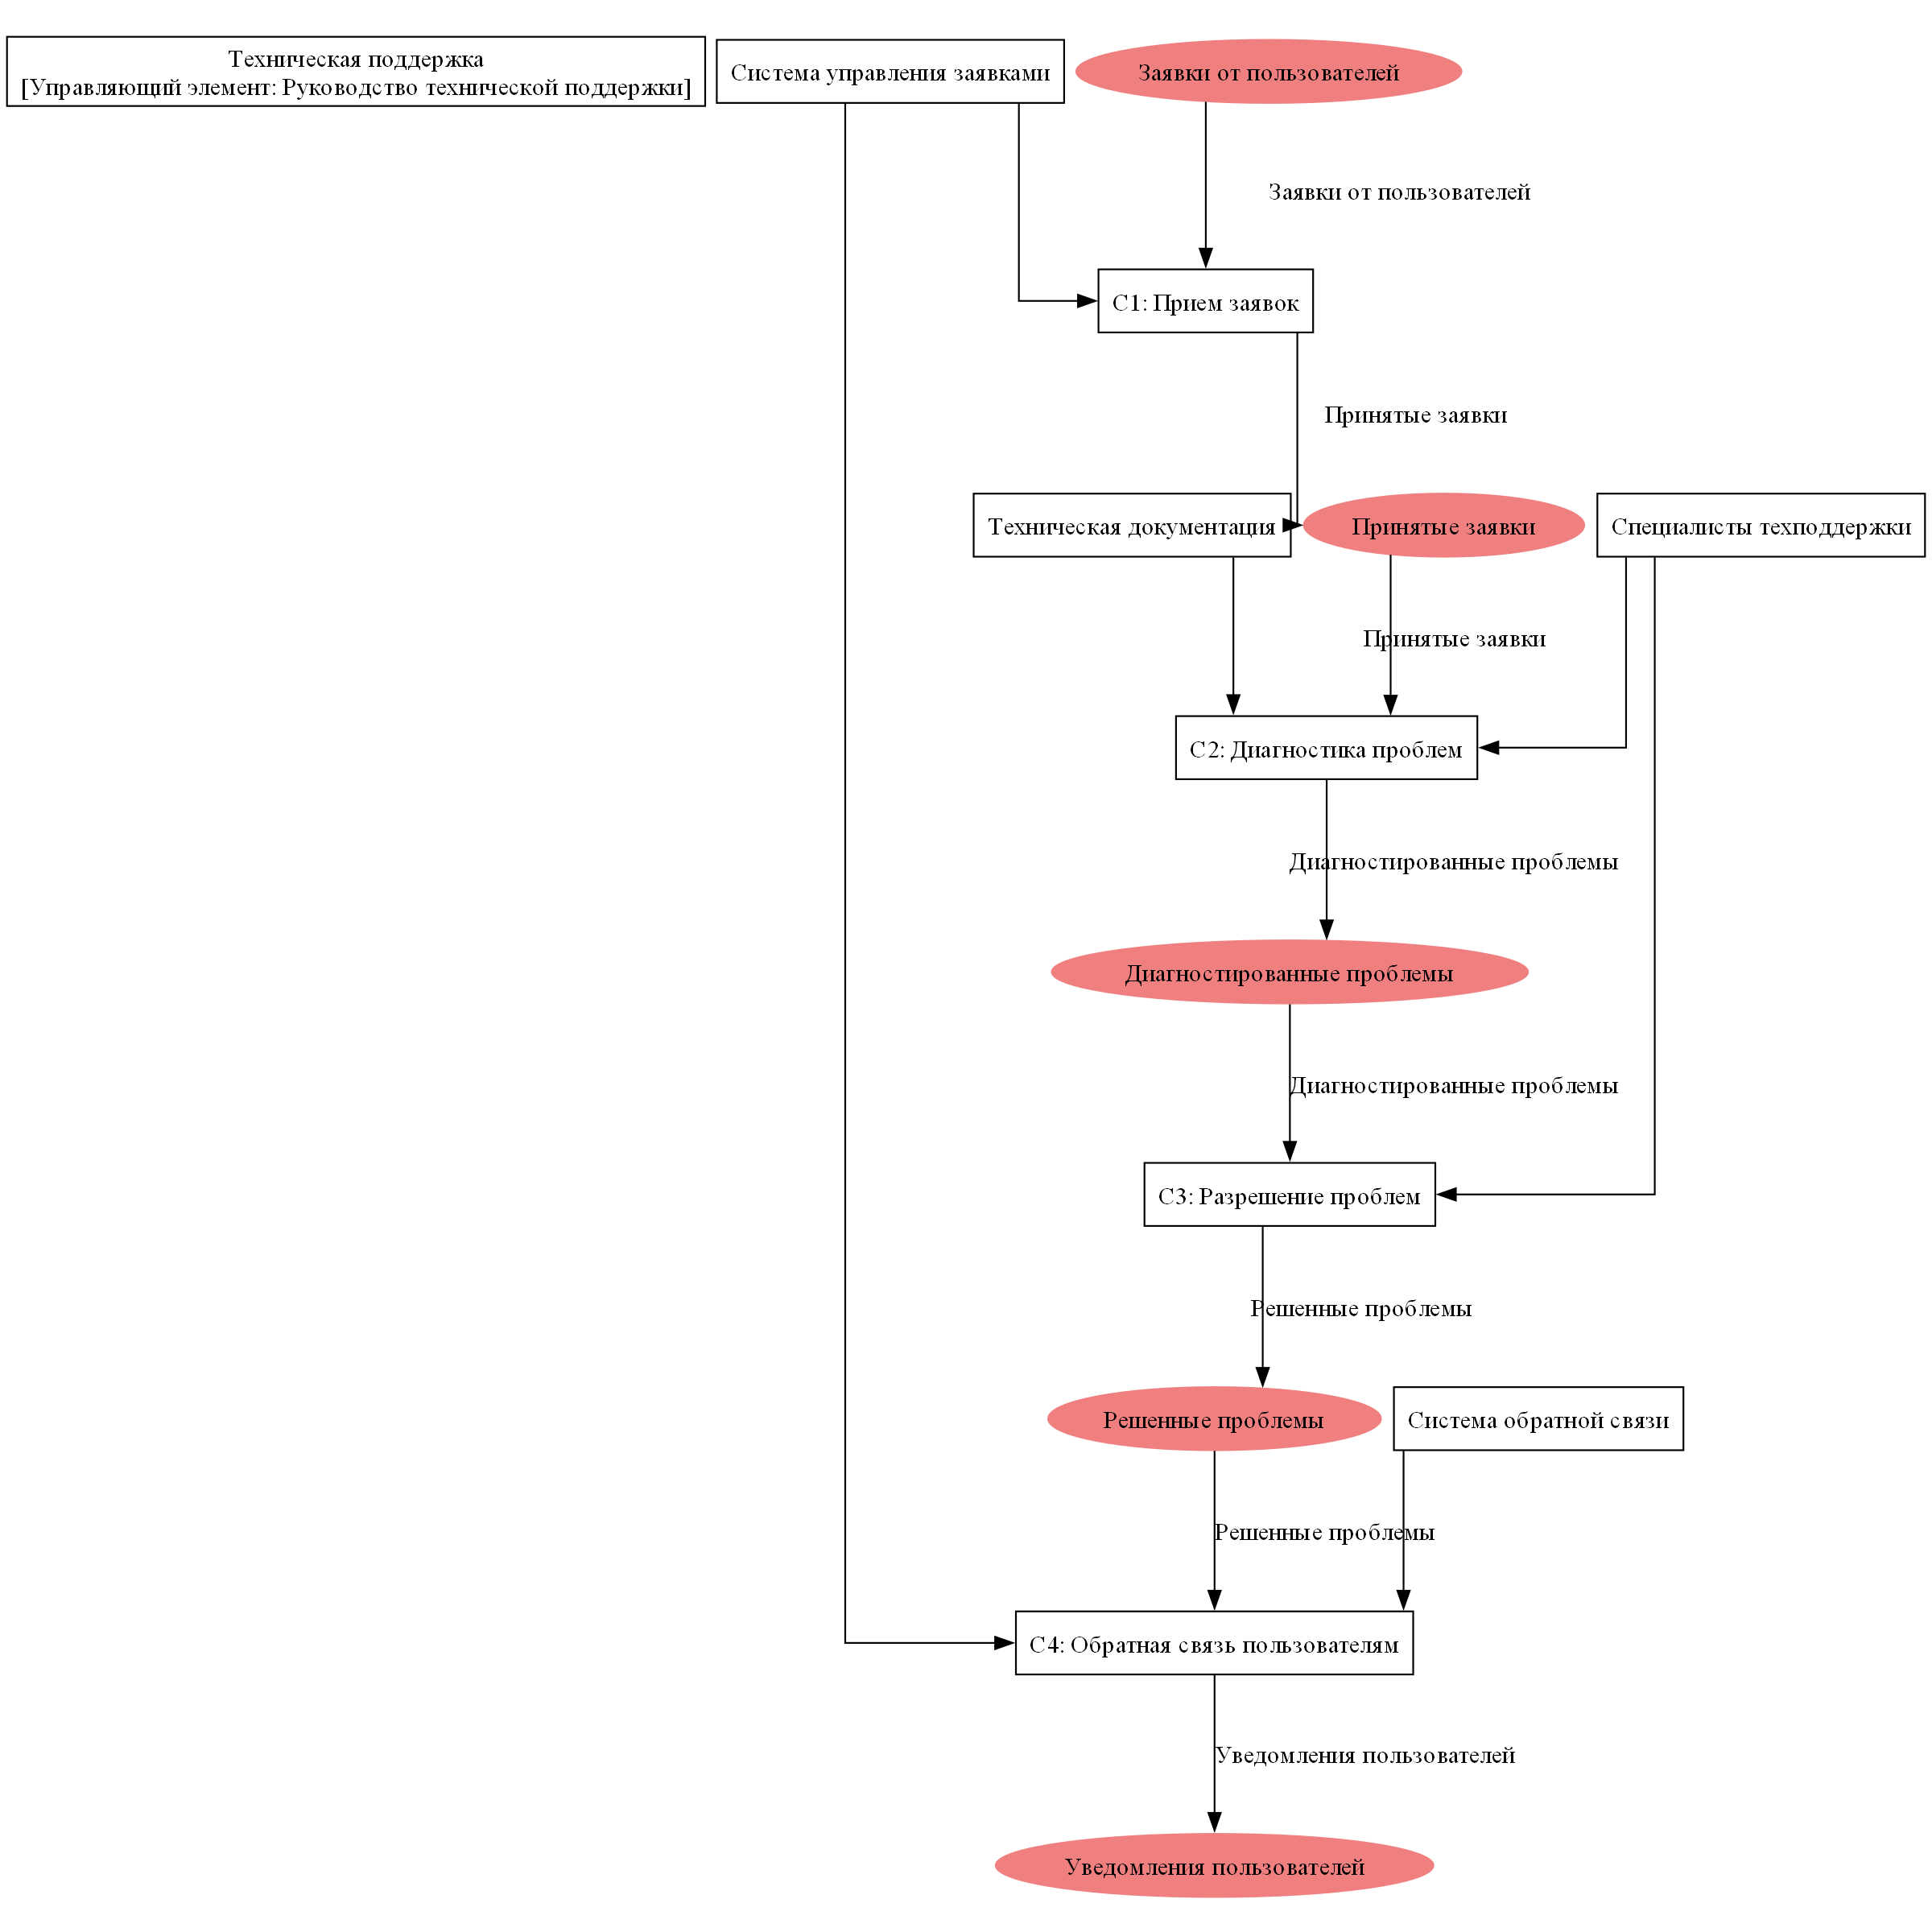 Техническая поддержка
[Управляющий элемент: Руководство технической поддержки]
Система управления заявками
Заявки от пользователей
Заявки от пользователей
C1: Прием заявок
Принятые заявки
Техническая документация
Принятые заявки
Специалисты техподдержки
Принятые заявки
C2: Диагностика проблем
Диагностированные проблемы
Диагностированные проблемы
Диагностированные проблемы
C3: Разрешение проблем
Решенные проблемы
Решенные проблемы
Система обратной связи
Решенные проблемы
C4: Обратная связь пользователям
Уведомления пользователей
Уведомления пользователей